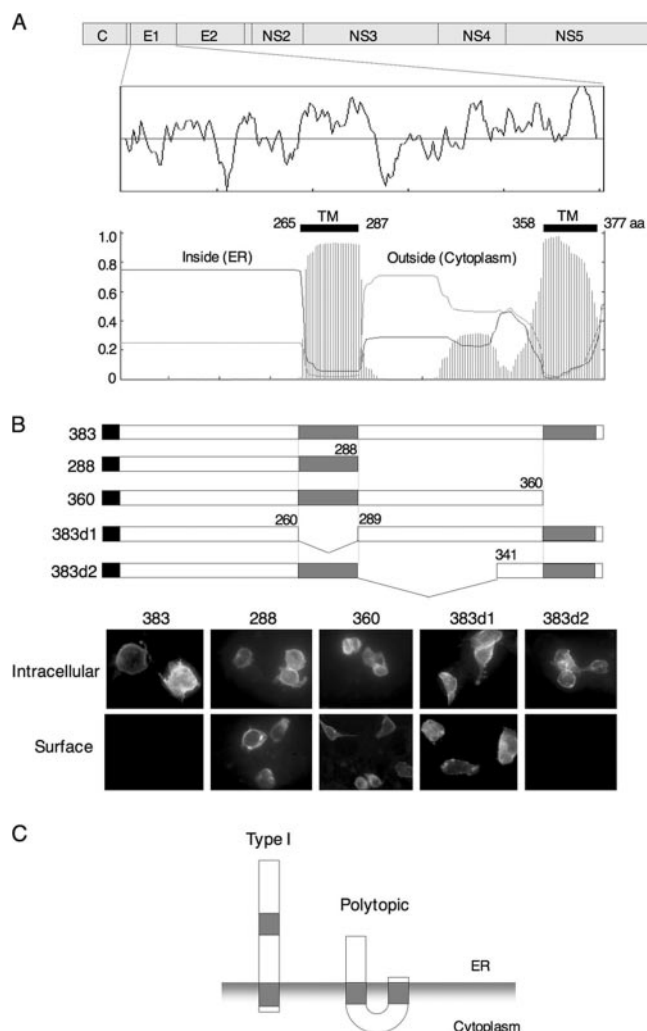 A
C E1 E2 NS2 NS3 NS4 NS5
265 TM 287 358 TM 377 aa
1.0
Inside (ER) Outside (Cytoplasm)
0.8
0.6
0.4
0.2
0
B
383
288
288
360
360
260 289
383d1
341
383d2
383 288 360 383d1 383d2
Intracellular
Surface
C
Type I
Polytopic
ER
Cytoplasm